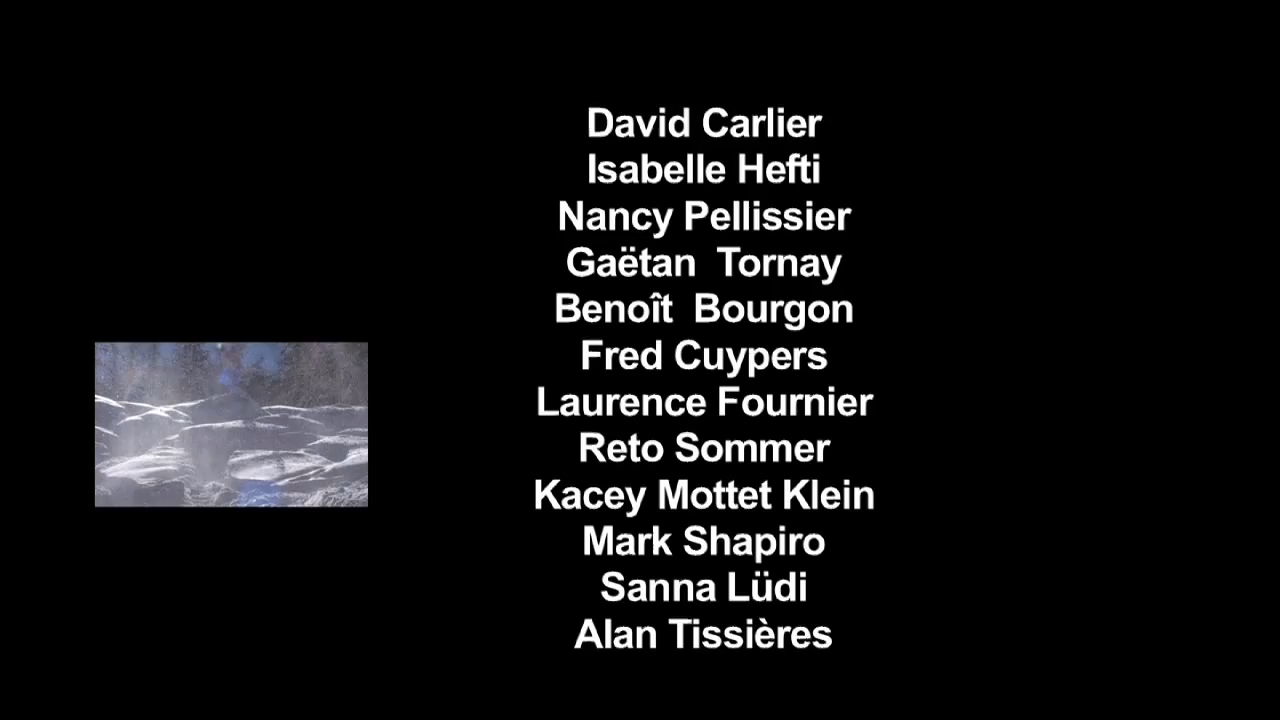 David Carlier
Isabelle Hefti
Nancy Pellissier
Gaëtan  Tornay
Benoît  Bourgon
Fred Cuypers
Laurence Fournier
Reto Sommer
Kacey Mottet Klein
Mark Shapiro
Sanna Lüdi
Alan Tissières